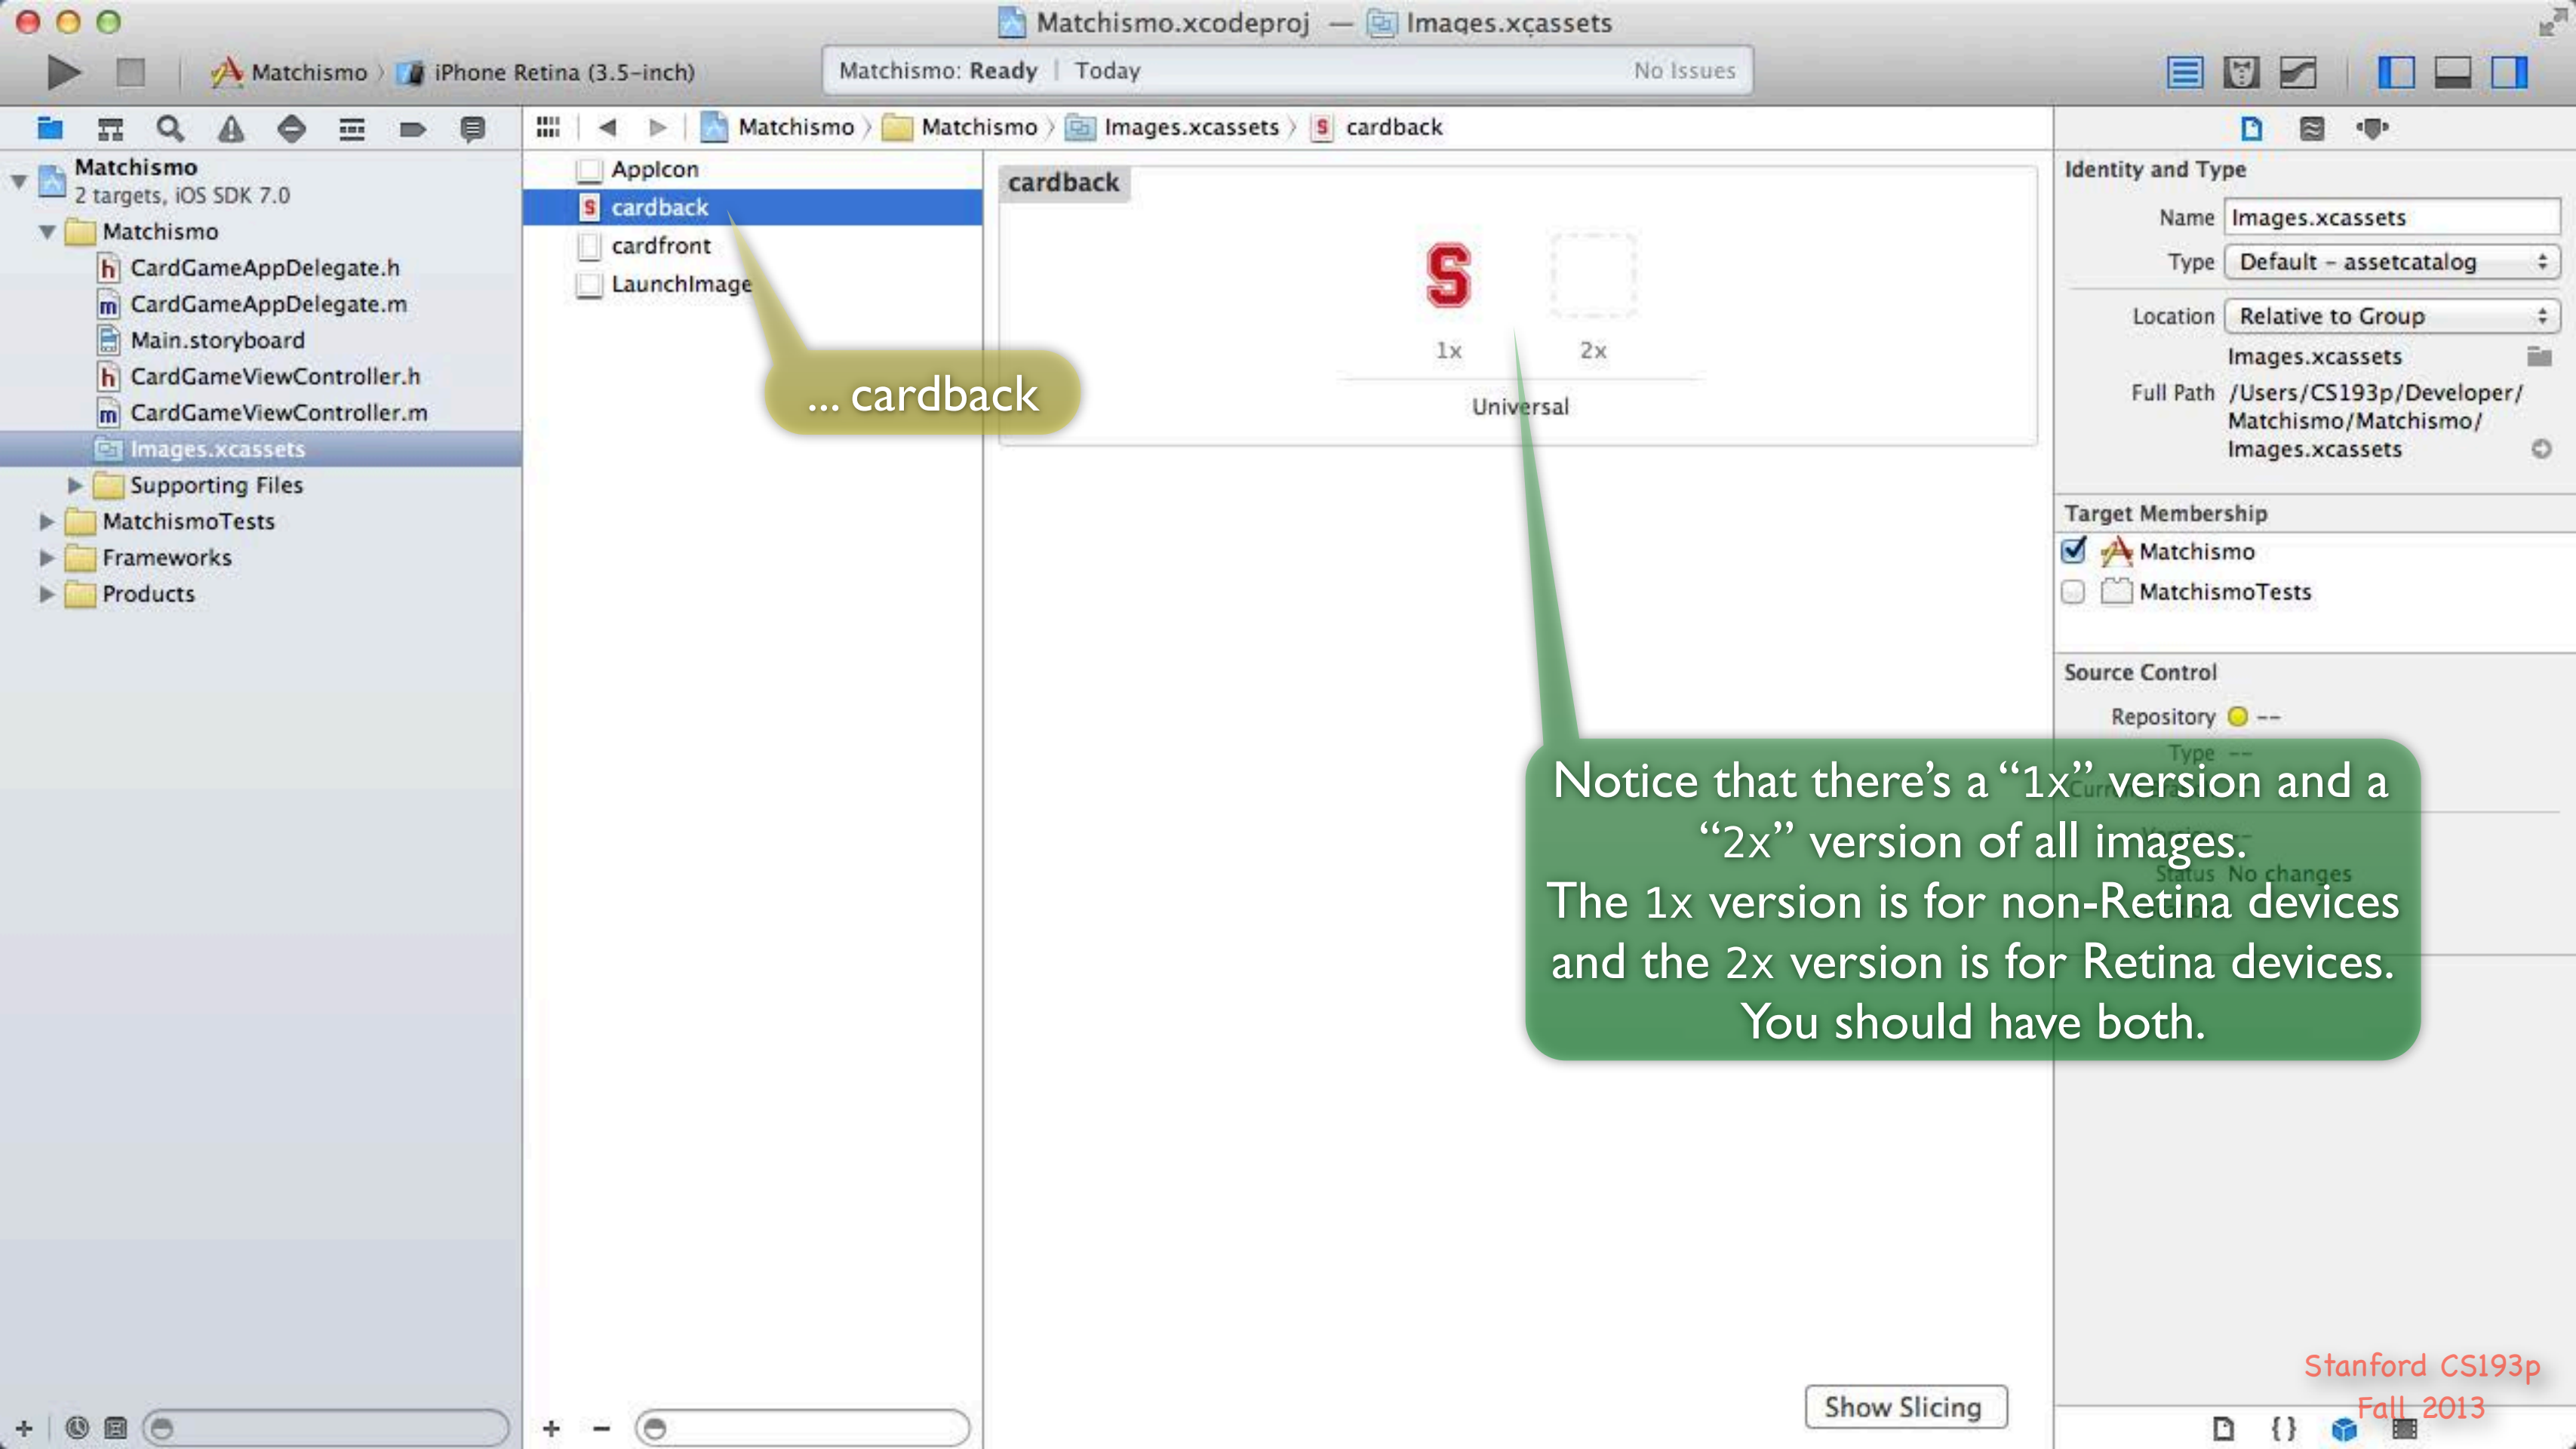 Matchismo.xcodeproj — Images.xcassets
Matchismo › iPhone Retina (3.5-inch)
Matchismo: Ready | Today
No Issues
Matchismo › Matchismo › Images.xcassets › S cardback
Matchismo
2 targets, iOS SDK 7.0
Matchismo
h CardGameAppDelegate.h
m CardGameAppDelegate.m
Main.storyboard
h CardGameViewController.h
m CardGameViewController.m
Images.xcassets
Supporting Files
MatchismoTests
Frameworks
Products
AppIcon
S cardback
cardfront
LaunchImage
... cardback
cardback
S
1x 2x
Universal
Notice that there's a “1x” version and a
“2x” version of all images.
The 1x version is for non-Retina devices
and the 2x version is for Retina devices.
You should have both.
Show Slicing
Identity and Type
Name Images.xcassets
Type Default – assetcatalog
Location Relative to Group
Images.xcassets
Full Path /Users/CS193p/Developer/
Matchismo/Matchismo/
Images.xcassets
Target Membership
Matchismo
MatchismoTests
Source Control
Repository --
Type --
Status No changes
Stanford CS193p
Fall 2013